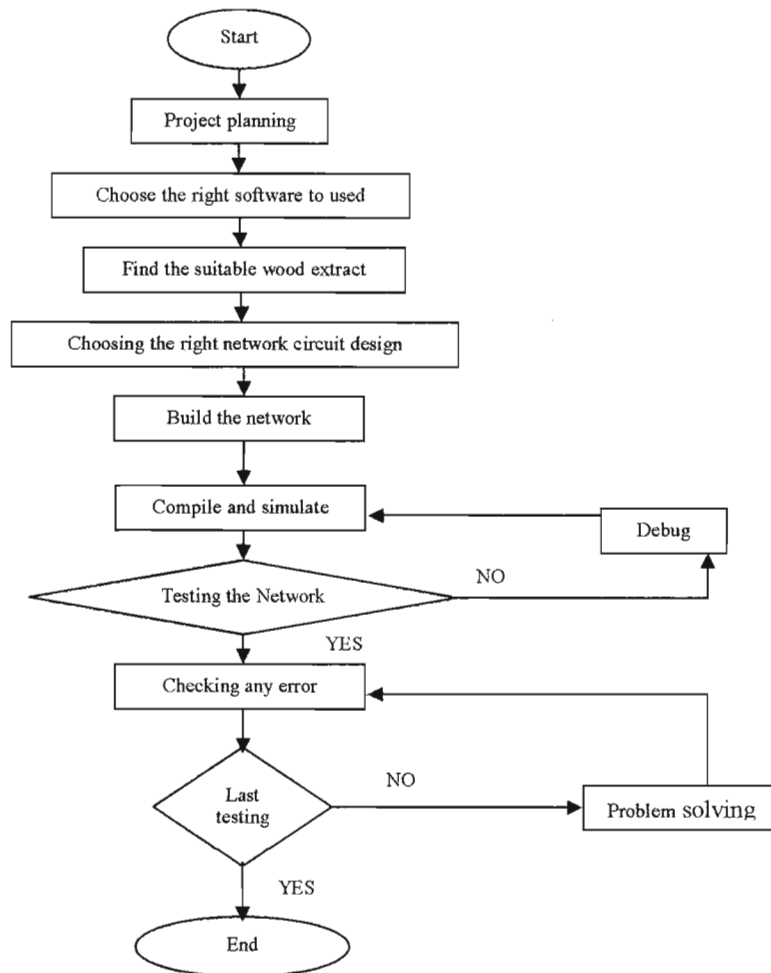 Start
Project planning
Choose the right software to used
Find the suitable wood extract
Choosing the right network circuit design
Build the network
Compile and simulate
Debug
Testing the Network
NO
YES
Checking any error
Last
testing
NO
Problem solving
YES
End